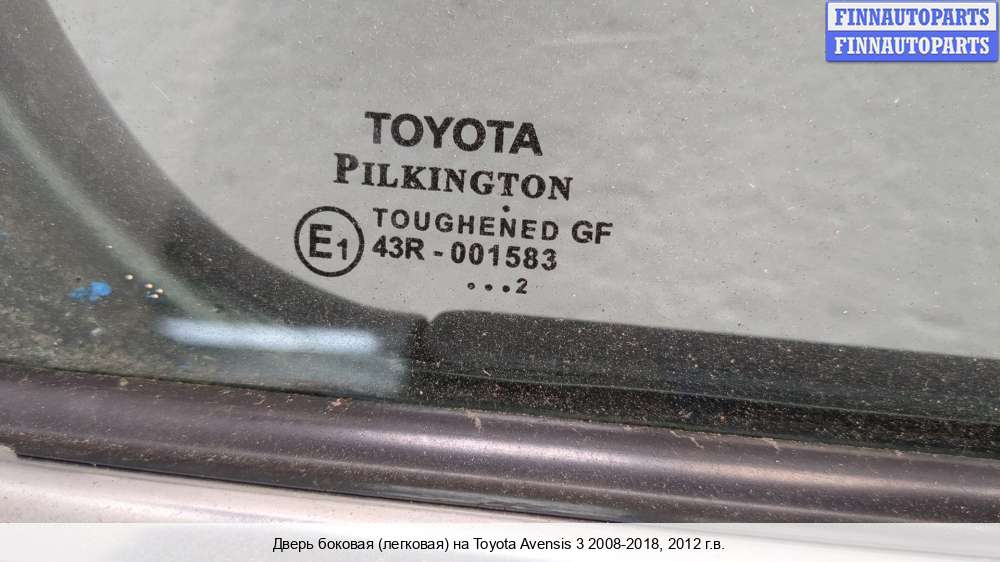 FINNAUTOPARTS
FINNAUTOPARTS
TOYOTA
PILKINGTON
TOUGHENED GF
E1 43R - 001583
...2
Дверь боковая (легковая) на Toyota Avensis 3 2008-2018, 2012 г.в.